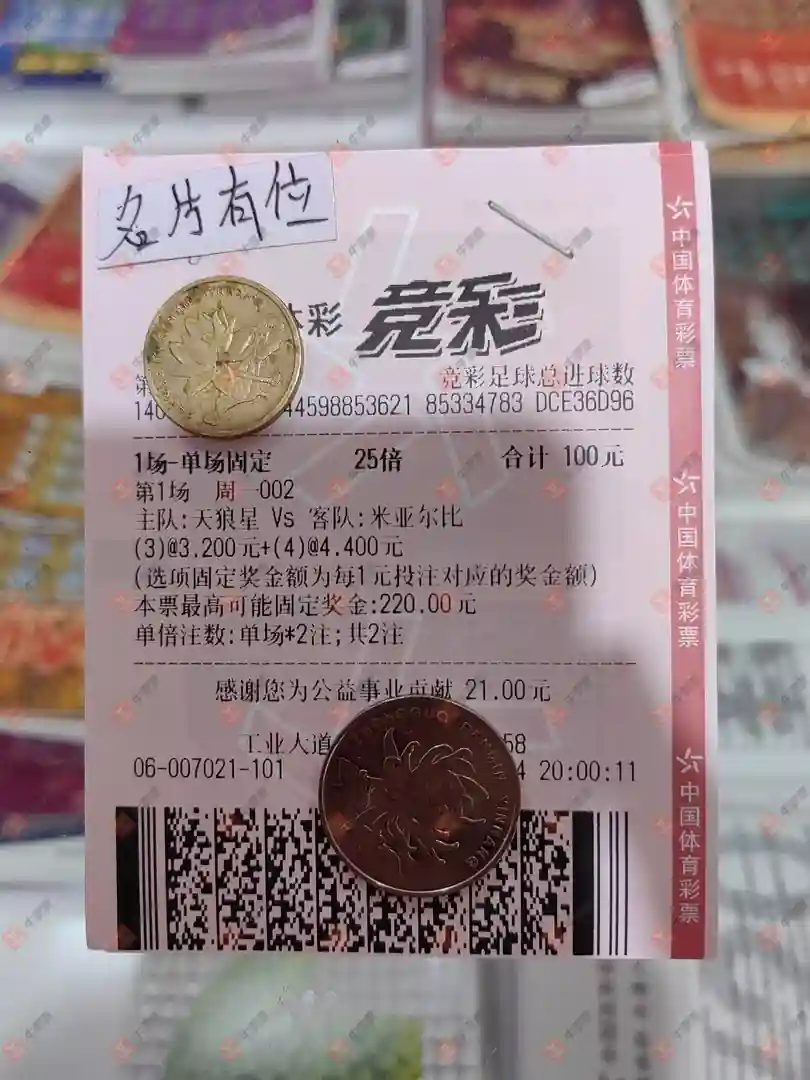 名片有位
体彩 竞彩
第
竞彩足球总进球数
140 44598853621 85334783 DCE36D96
1场-单场固定 25倍 合计 100元
第1场 周一002
主队:天狼星 Vs 客队:米亚尔比
(3)@3.200元+(4)@4.400元
(选项固定奖金额为每1元投注对应的奖金额)
本票最高可能固定奖金:220.00元
单倍注数:单场*2注;共2注
感谢您为公益事业贡献 21.00元
工业大道 58
06-007021-101 4 20:00:11
中国体育彩票
中国体育彩票
中国体育彩票
ZHONGGUO RENMIN YINHANG